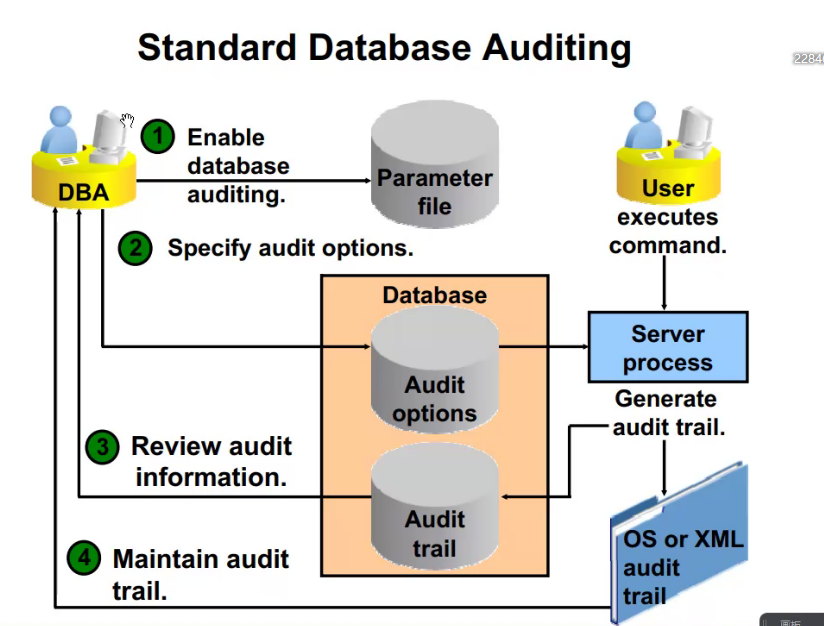 Standard Database Auditing
2284
1 Enable
database
auditing.
DBA
Parameter
file
User
executes
command.
2 Specify audit options.
Database
Server
process
Audit
options
Generate
audit trail.
3 Review audit
information.
Audit
trail
OS or XML
audit
trail
4 Maintain audit
trail.
画板